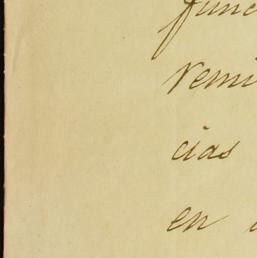 func
remi
cias
en